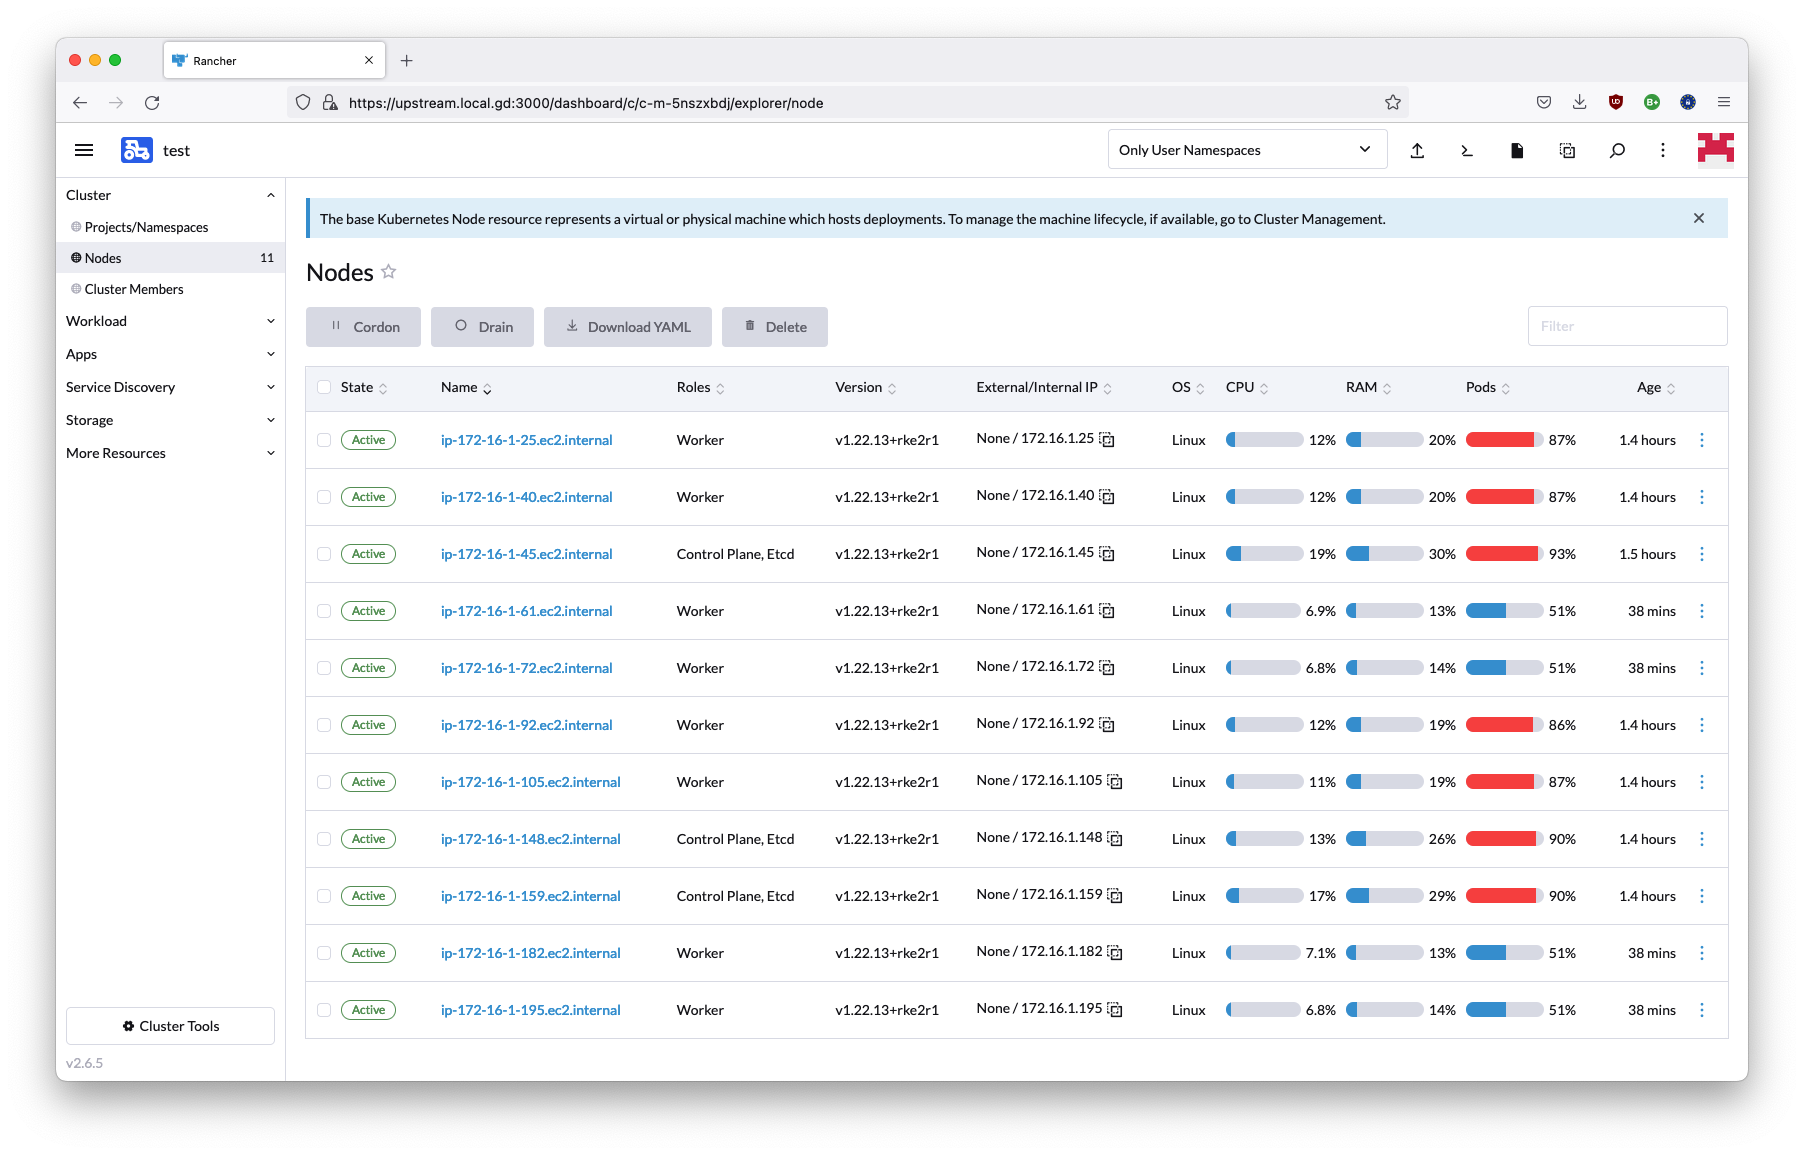 Rancher
https://upstream.local.gd:3000/dashboard/c/c-m-5nszxbdj/explorer/node
test
Only User Namespaces
Cluster
Projects/Namespaces
Nodes 11
Cluster Members
Workload
Apps
Service Discovery
Storage
More Resources
Cluster Tools
v2.6.5
The base Kubernetes Node resource represents a virtual or physical machine which hosts deployments. To manage the machine lifecycle, if available, go to Cluster Management.
Nodes
Cordon Drain Download YAML Delete Filter
State Name Roles Version External/Internal IP OS CPU RAM Pods Age
Active ip-172-16-1-25.ec2.internal Worker v1.22.13+rke2r1 None / 172.16.1.25 Linux 12% 20% 87% 1.4 hours
Active ip-172-16-1-40.ec2.internal Worker v1.22.13+rke2r1 None / 172.16.1.40 Linux 12% 20% 87% 1.4 hours
Active ip-172-16-1-45.ec2.internal Control Plane, Etcd v1.22.13+rke2r1 None / 172.16.1.45 Linux 19% 30% 93% 1.5 hours
Active ip-172-16-1-61.ec2.internal Worker v1.22.13+rke2r1 None / 172.16.1.61 Linux 6.9% 13% 51% 38 mins
Active ip-172-16-1-72.ec2.internal Worker v1.22.13+rke2r1 None / 172.16.1.72 Linux 6.8% 14% 51% 38 mins
Active ip-172-16-1-92.ec2.internal Worker v1.22.13+rke2r1 None / 172.16.1.92 Linux 12% 19% 86% 1.4 hours
Active ip-172-16-1-105.ec2.internal Worker v1.22.13+rke2r1 None / 172.16.1.105 Linux 11% 19% 87% 1.4 hours
Active ip-172-16-1-148.ec2.internal Control Plane, Etcd v1.22.13+rke2r1 None / 172.16.1.148 Linux 13% 26% 90% 1.4 hours
Active ip-172-16-1-159.ec2.internal Control Plane, Etcd v1.22.13+rke2r1 None / 172.16.1.159 Linux 17% 29% 90% 1.4 hours
Active ip-172-16-1-182.ec2.internal Worker v1.22.13+rke2r1 None / 172.16.1.182 Linux 7.1% 13% 51% 38 mins
Active ip-172-16-1-195.ec2.internal Worker v1.22.13+rke2r1 None / 172.16.1.195 Linux 6.8% 14% 51% 38 mins